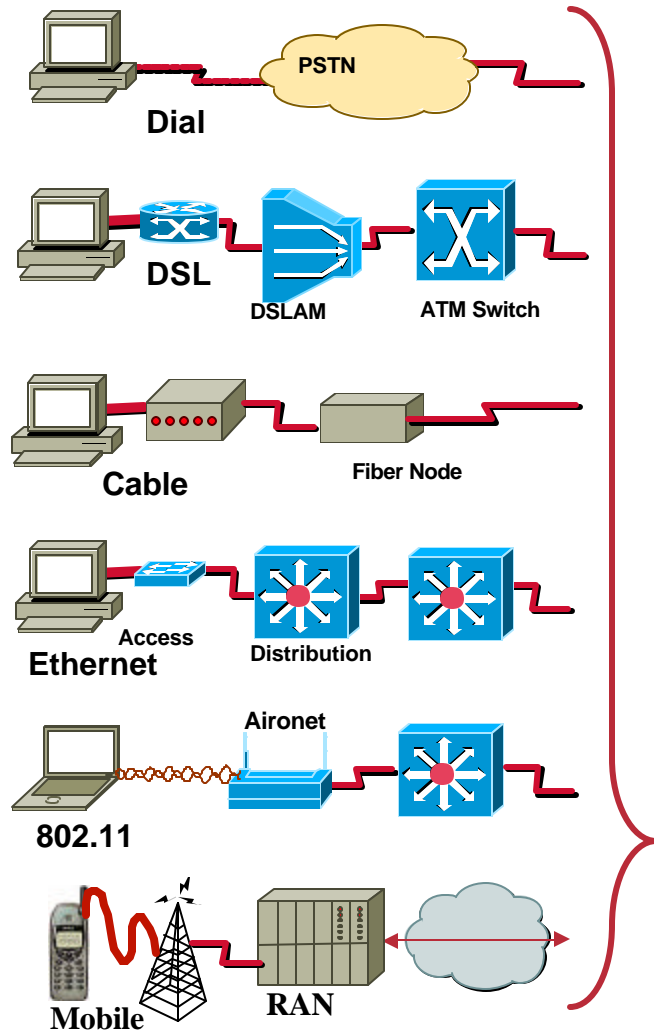 PSTN
Dial
DSL
DSLAM
ATM Switch
Fiber Node
Cable
Access
Distribution
Ethernet
Aironet
802.11
RAN
Mobile